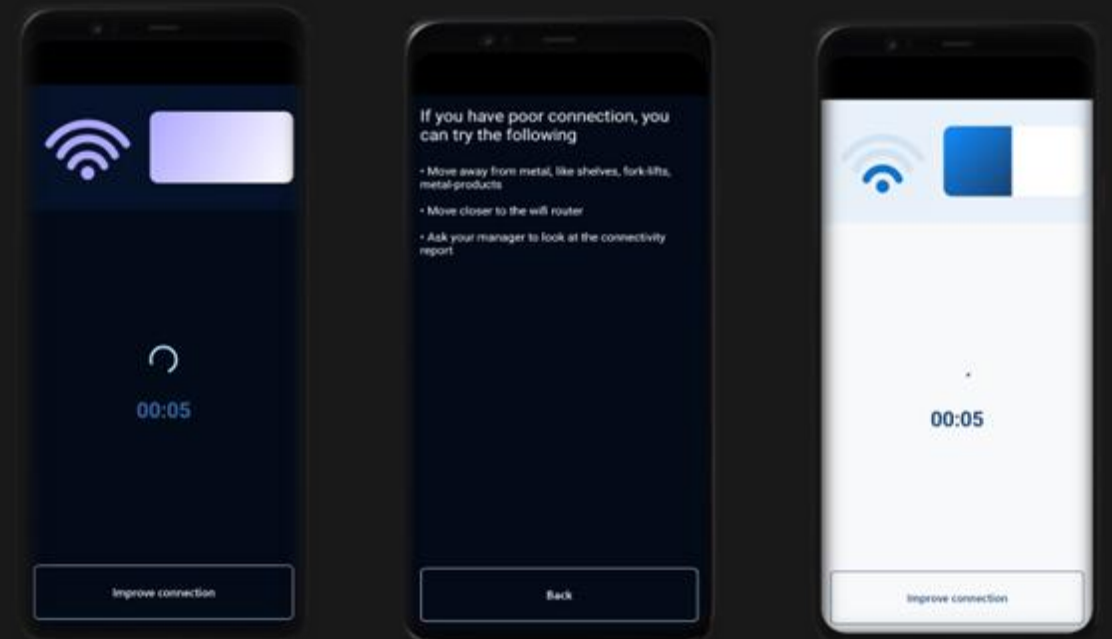 00:05
Improve connection
If you have poor connection, you
can try the following
• Move away from metal, like shelves, fork-lifts,
metal-products
• Move closer to the wifi router
• Ask your manager to look at the connectivity
report
Back
00:05
Improve connection